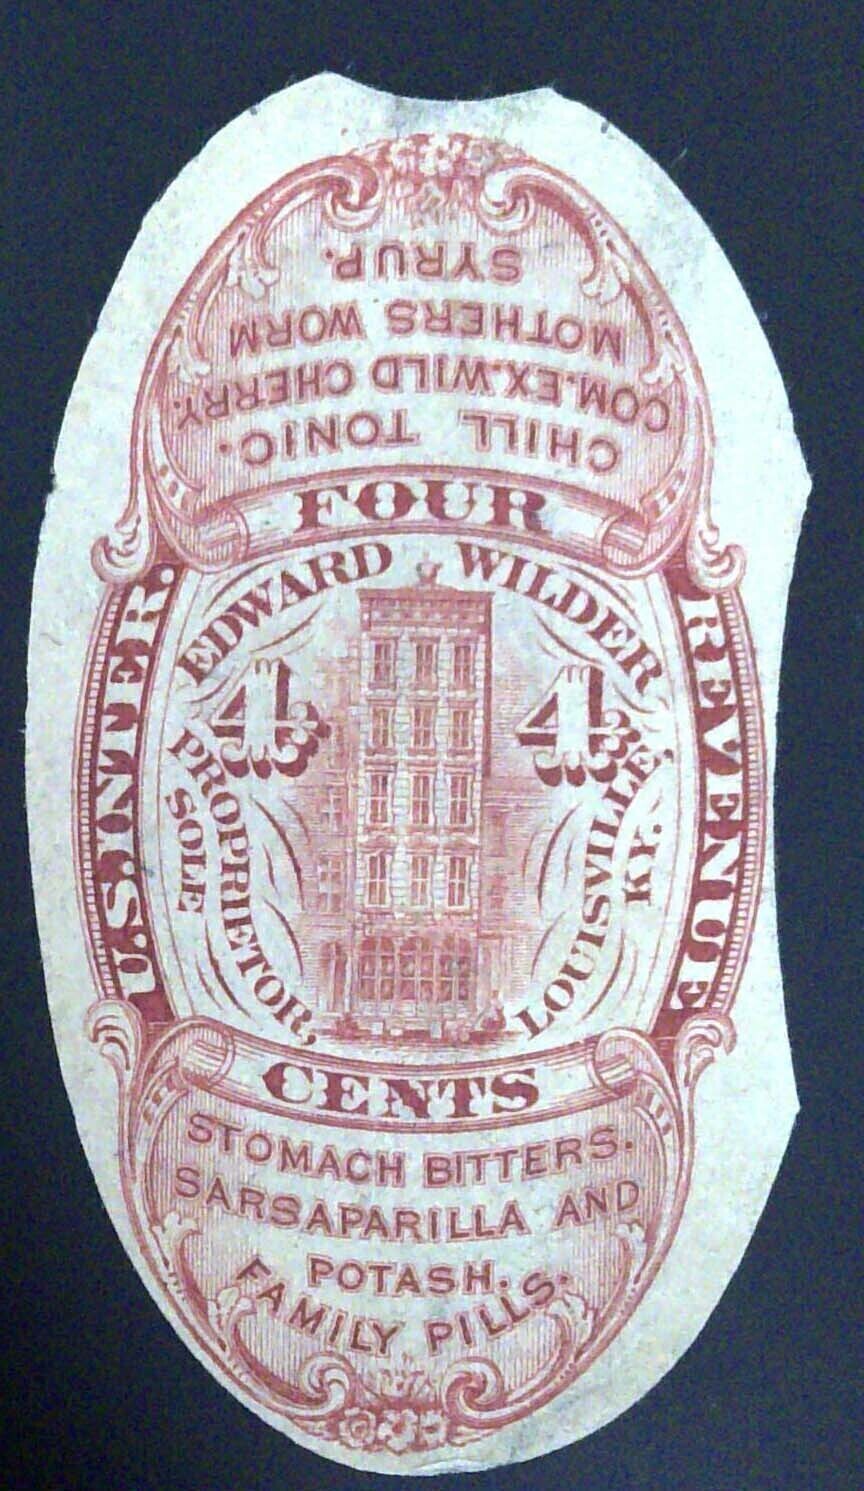 CHILL TONIC.
COM.EX.WILD CHERRY.
MOTHERS WORM
SYRUP.
FOUR
U.S. INTER.
REVENUE
EDWARD WILDER
4 4
SOLE
PROPRIETOR,
LOUISVILLE,
KY.
CENTS
STOMACH BITTERS.
SARSAPARILLA AND
POTASH.
FAMILY PILLS.